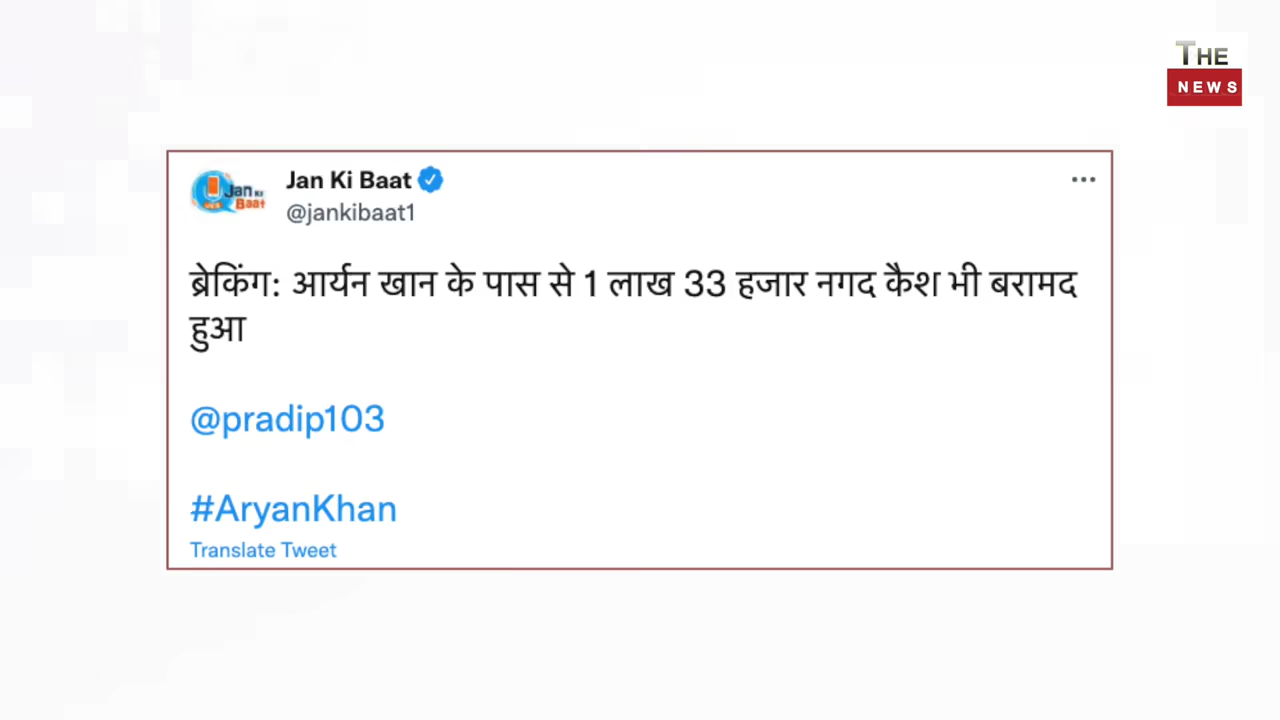 THE
NEWS
Jan Ki Baat
@jankibaat1
Jan Ki
Baat
ब्रेकिंग: आर्यन खान के पास से 1 लाख 33 हजार नगद कैश भी बरामद
हुआ
@pradip103
#AryanKhan
Translate Tweet